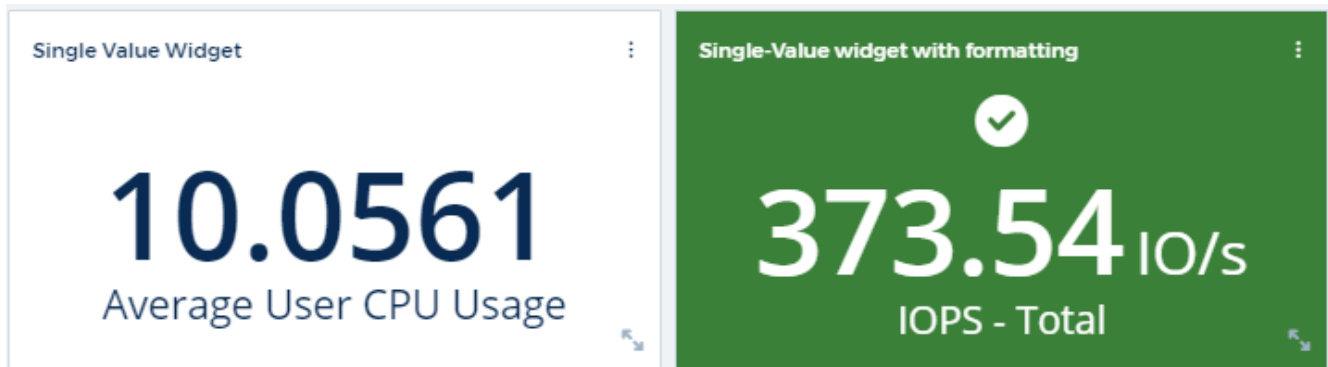 Single Value Widget
10.0561
Average User CPU Usage
Single-Value widget with formatting
373.54 IO/s
IOPS - Total